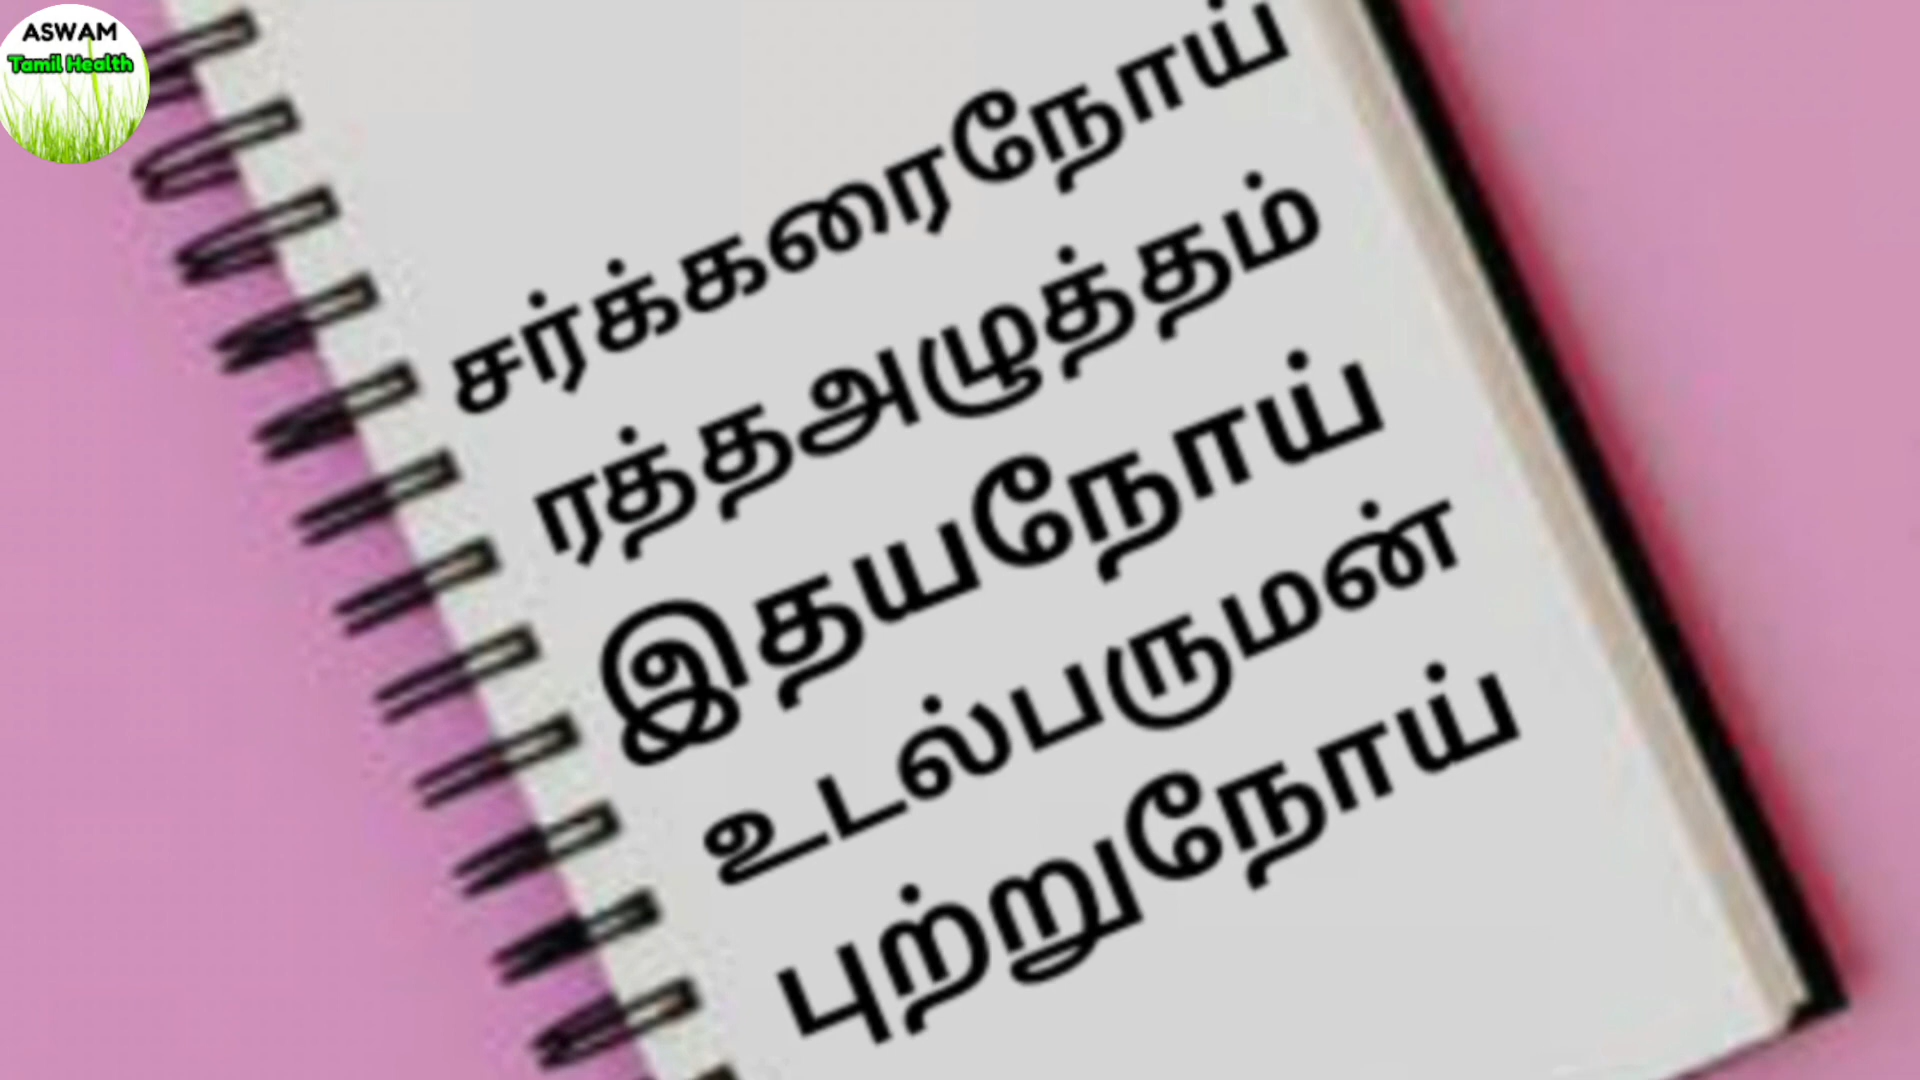 ASWAM
Tamil Health
சர்க்கரைநோய்
ரத்தஅழுத்தம்
இதயநோய்
உடல்பருமன்
புற்றுநோய்